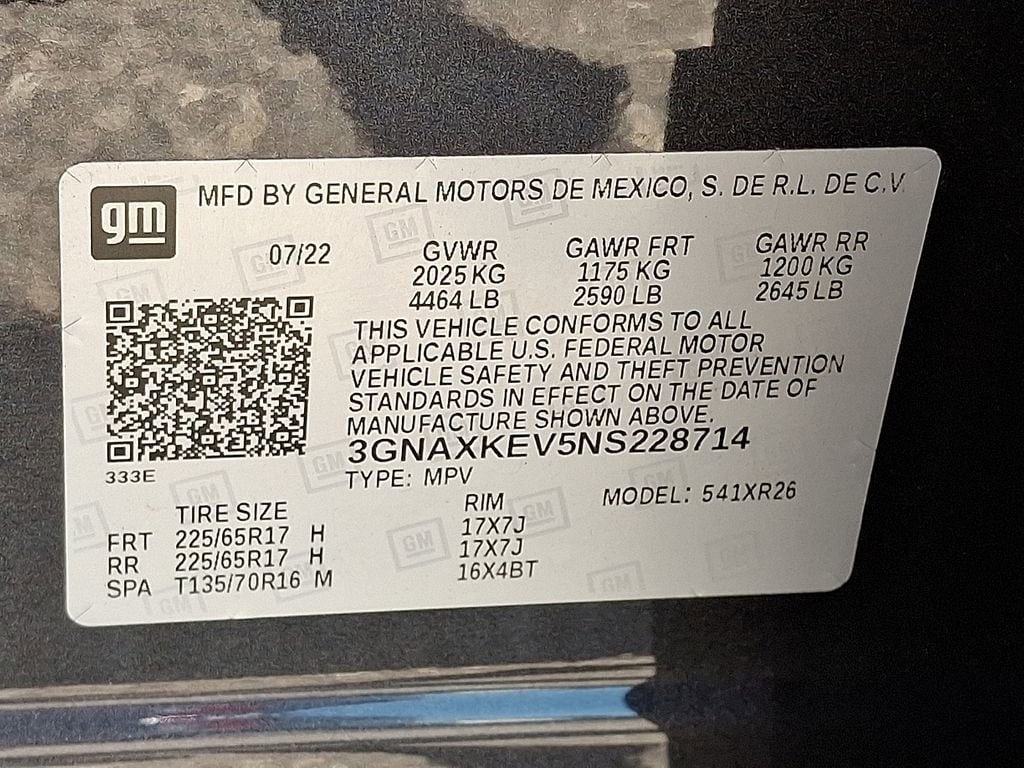 gm
MFD BY GENERAL MOTORS DE MEXICO, S. DE R.L. DE C.V.
07/22 GVWR GAWR FRT GAWR RR
2025 KG 1175 KG 1200 KG
4464 LB 2590 LB 2645 LB
THIS VEHICLE CONFORMS TO ALL
APPLICABLE U.S. FEDERAL MOTOR
VEHICLE SAFETY AND THEFT PREVENTION
STANDARDS IN EFFECT ON THE DATE OF
MANUFACTURE SHOWN ABOVE.
3GNAXKEV5NS228714
333E
TYPE: MPV
MODEL: 541XR26
TIRE SIZE RIM
FRT 225/65R17 H 17X7J
RR 225/65R17 H 17X7J
SPA T135/70R16 M 16X4BT